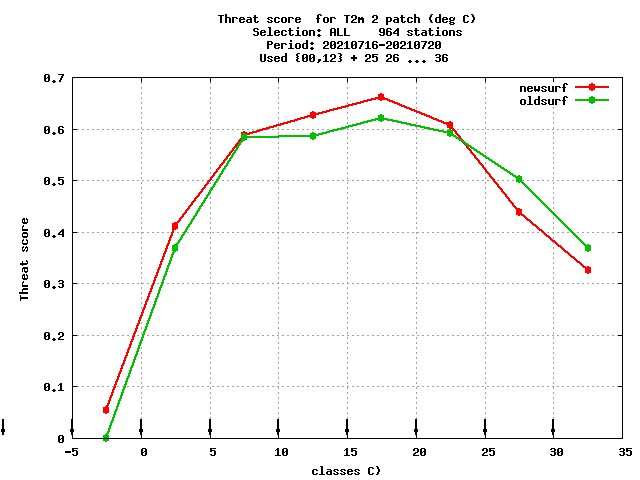 Threat score  for T2m 2 patch (deg C)
Selection: ALL    964 stations
Period: 20210716-20210720
Used {00,12} + 25 26 ... 36
newsurf
oldsurf
Threat score
0.7
0.6
0.5
0.4
0.3
0.2
0.1
0
-5 0 5 10 15 20 25 30 35
classes C)